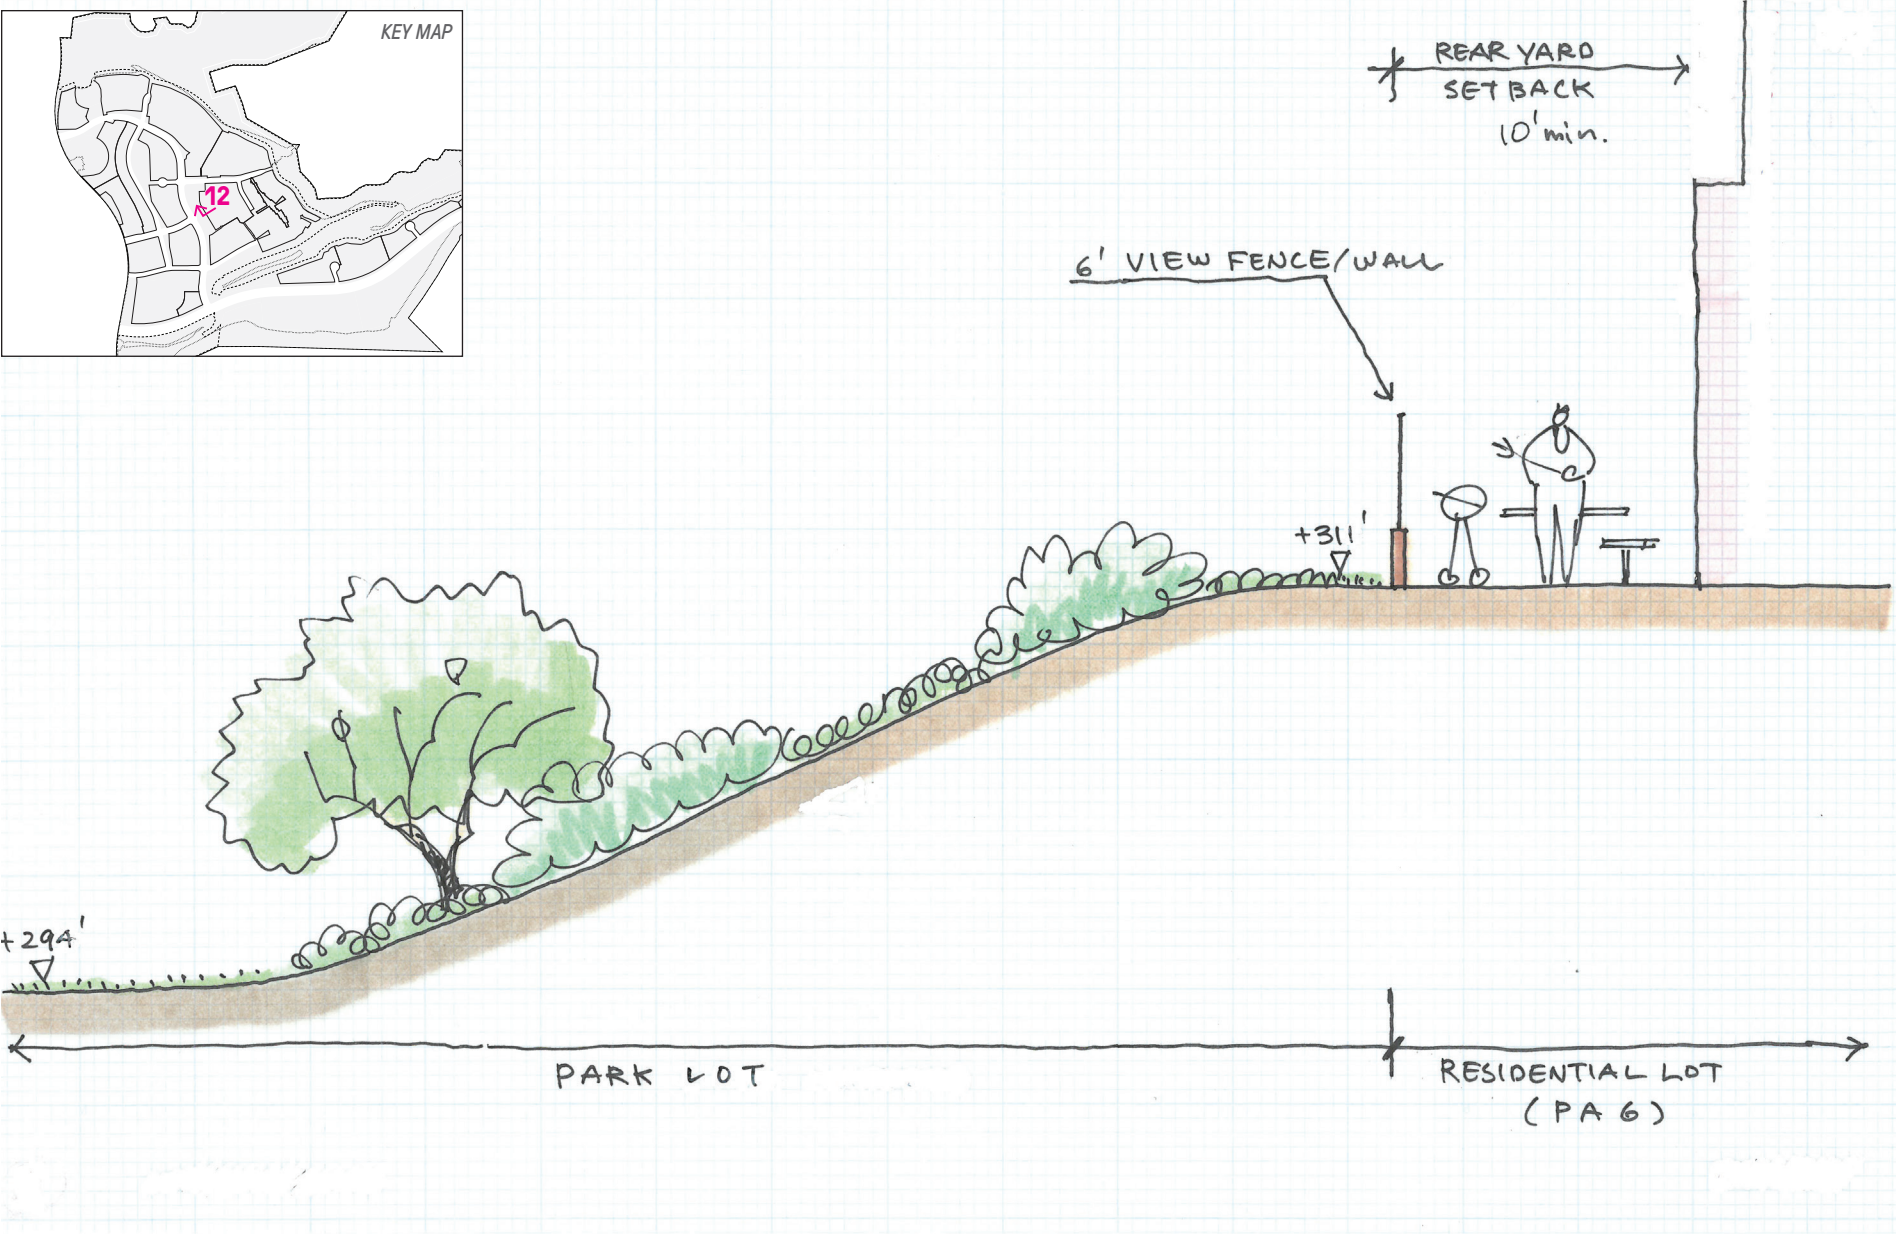 KEY MAP
12
REAR YARD
SETBACK
10' min.
6' VIEW FENCE/WALL
+311'
+294'
PARK LOT
RESIDENTIAL LOT
(PA 6)